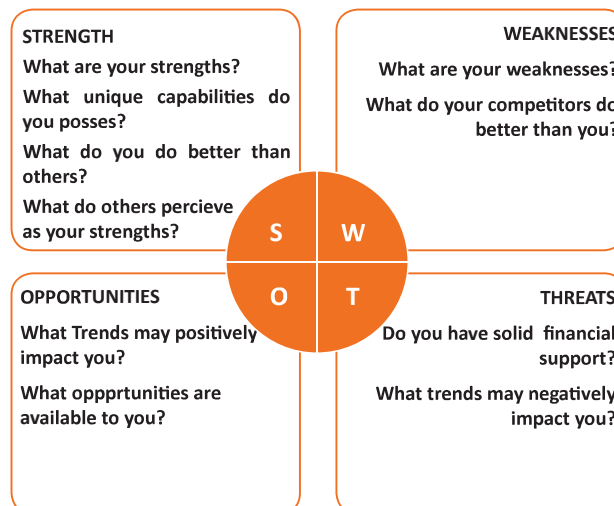 STRENGTH
What are your strengths?
What unique capabilities do
you posses?
What do you do better than
others?
What do others percieve
as your strengths?
WEAKNESSES
What are your weaknesses?
What do your competitors do
better than you?
S
W
O
T
OPPORTUNITIES
What Trends may positively
impact you?
What oppprtunities are
available to you?
THREATS
Do you have solid financial
support?
What trends may negatively
impact you?